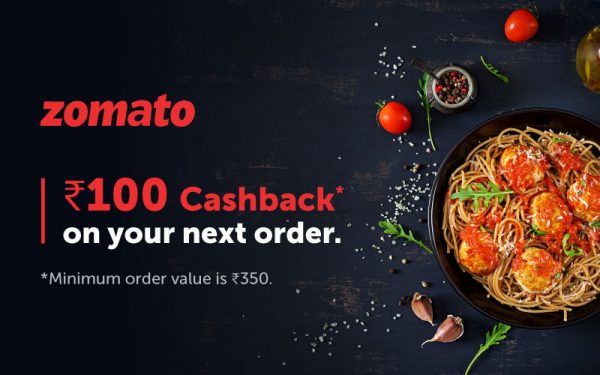 zomato
₹100 Cashback*
on your next order.
*Minimum order value is ₹350.